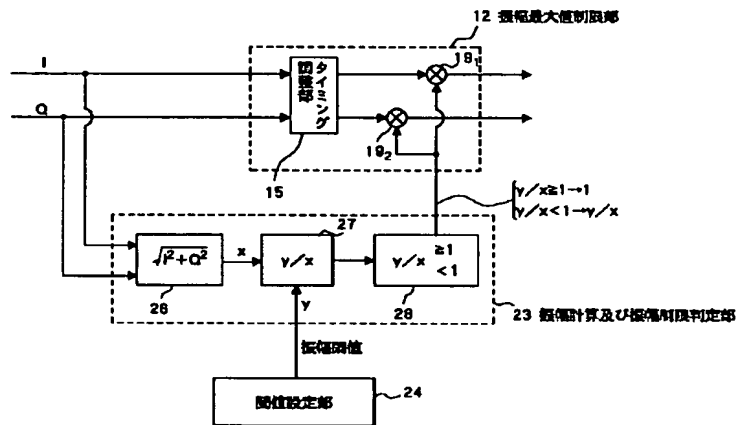 12 振幅最大値制限部
I
Q
タイミング
調整部
15
19₁
19₂
y/x≧1→1
y/x<1→y/x
√I²+Q²
26
x
27
y/x
y
y/x ≧1 <1
28
23 振幅計算及び振幅制限判定部
振幅閾値
閾値設定部
24